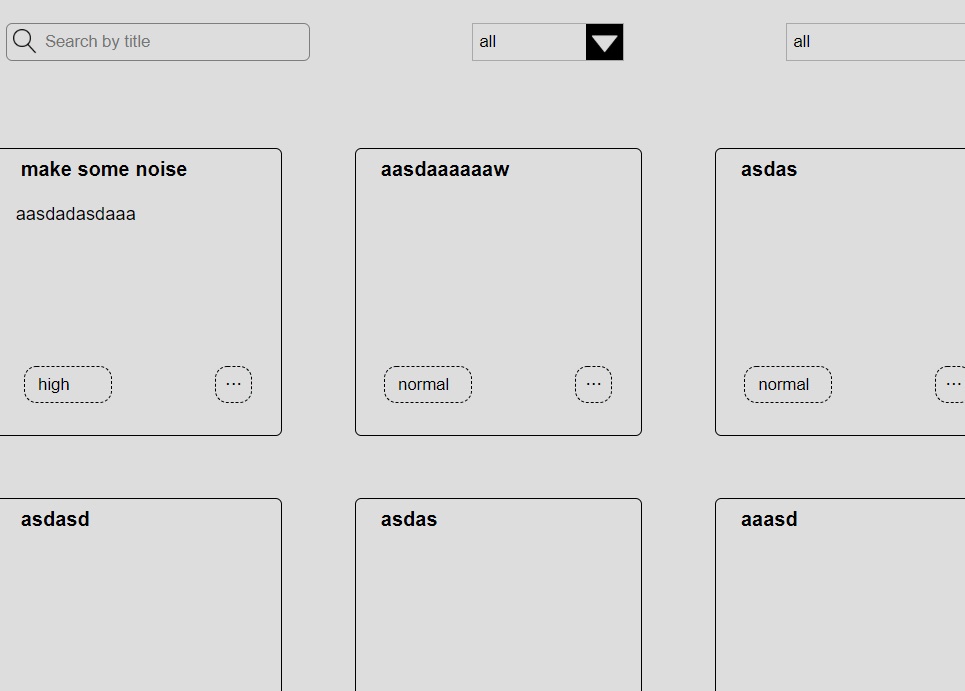 Search by title
all
all
make some noise
aasdadasdaaa
high
...
aasdaaaaaaw
normal
...
asdas
normal
...
asdasd
asdas
aaasd